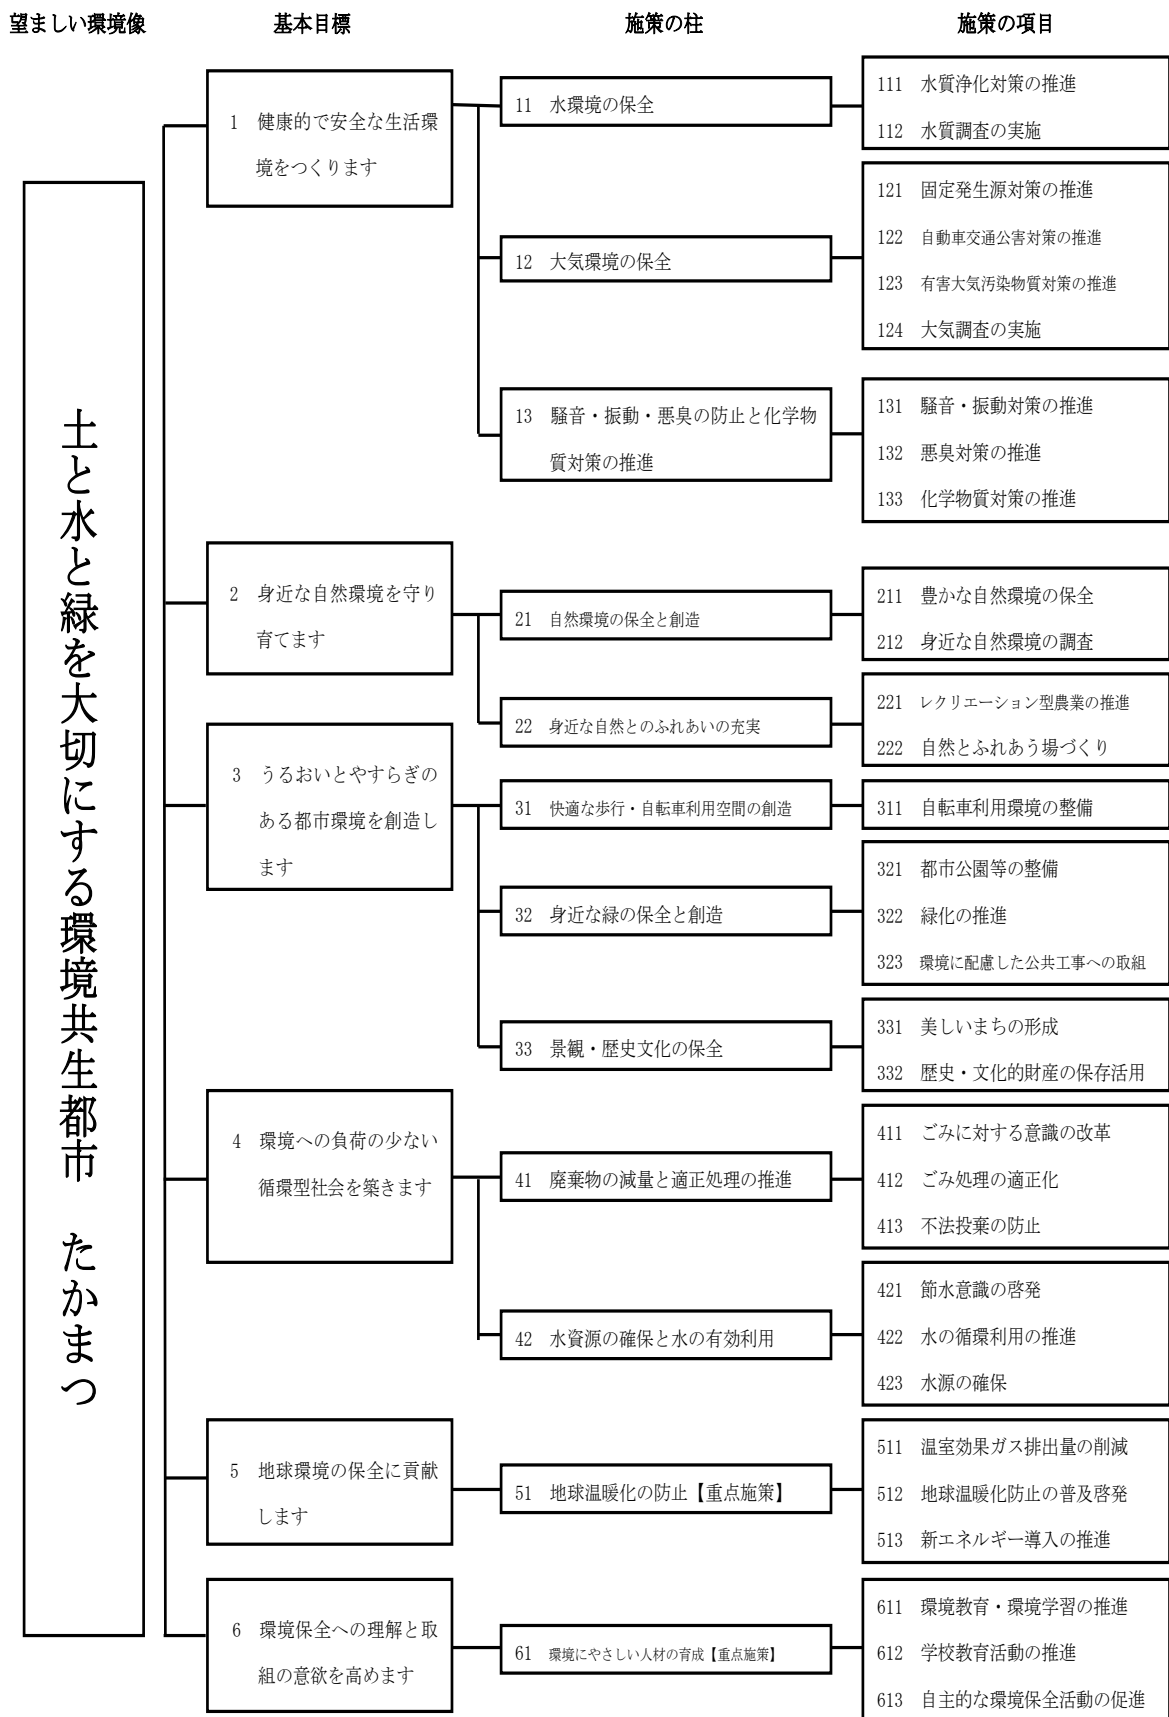 望ましい環境像
基本目標
施策の柱
施策の項目
土と水と緑を大切にする環境共生都市　たかまつ
1　健康的で安全な生活環
境をつくります
11　水環境の保全
111　水質浄化対策の推進
112　水質調査の実施
12　大気環境の保全
121　固定発生源対策の推進
122　自動車交通公害対策の推進
123　有害大気汚染物質対策の推進
124　大気調査の実施
13　騒音・振動・悪臭の防止と化学物
質対策の推進
131　騒音・振動対策の推進
132　悪臭対策の推進
133　化学物質対策の推進
2　身近な自然環境を守り
育てます
21　自然環境の保全と創造
211　豊かな自然環境の保全
212　身近な自然環境の調査
22　身近な自然とのふれあいの充実
221　レクリエーション型農業の推進
222　自然とふれあう場づくり
3　うるおいとやすらぎの
ある都市環境を創造し
ます
31　快適な歩行・自転車利用空間の創造
311　自転車利用環境の整備
32　身近な緑の保全と創造
321　都市公園等の整備
322　緑化の推進
323　環境に配慮した公共工事への取組
33　景観・歴史文化の保全
331　美しいまちの形成
332　歴史・文化的財産の保存活用
4　環境への負荷の少ない
循環型社会を築きます
41　廃棄物の減量と適正処理の推進
411　ごみに対する意識の改革
412　ごみ処理の適正化
413　不法投棄の防止
42　水資源の確保と水の有効利用
421　節水意識の啓発
422　水の循環利用の推進
423　水源の確保
5　地球環境の保全に貢献
します
51　地球温暖化の防止【重点施策】
511　温室効果ガス排出量の削減
512　地球温暖化防止の普及啓発
513　新エネルギー導入の推進
6　環境保全への理解と取
組の意欲を高めます
61　環境にやさしい人材の育成【重点施策】
611　環境教育・環境学習の推進
612　学校教育活動の推進
613　自主的な環境保全活動の促進